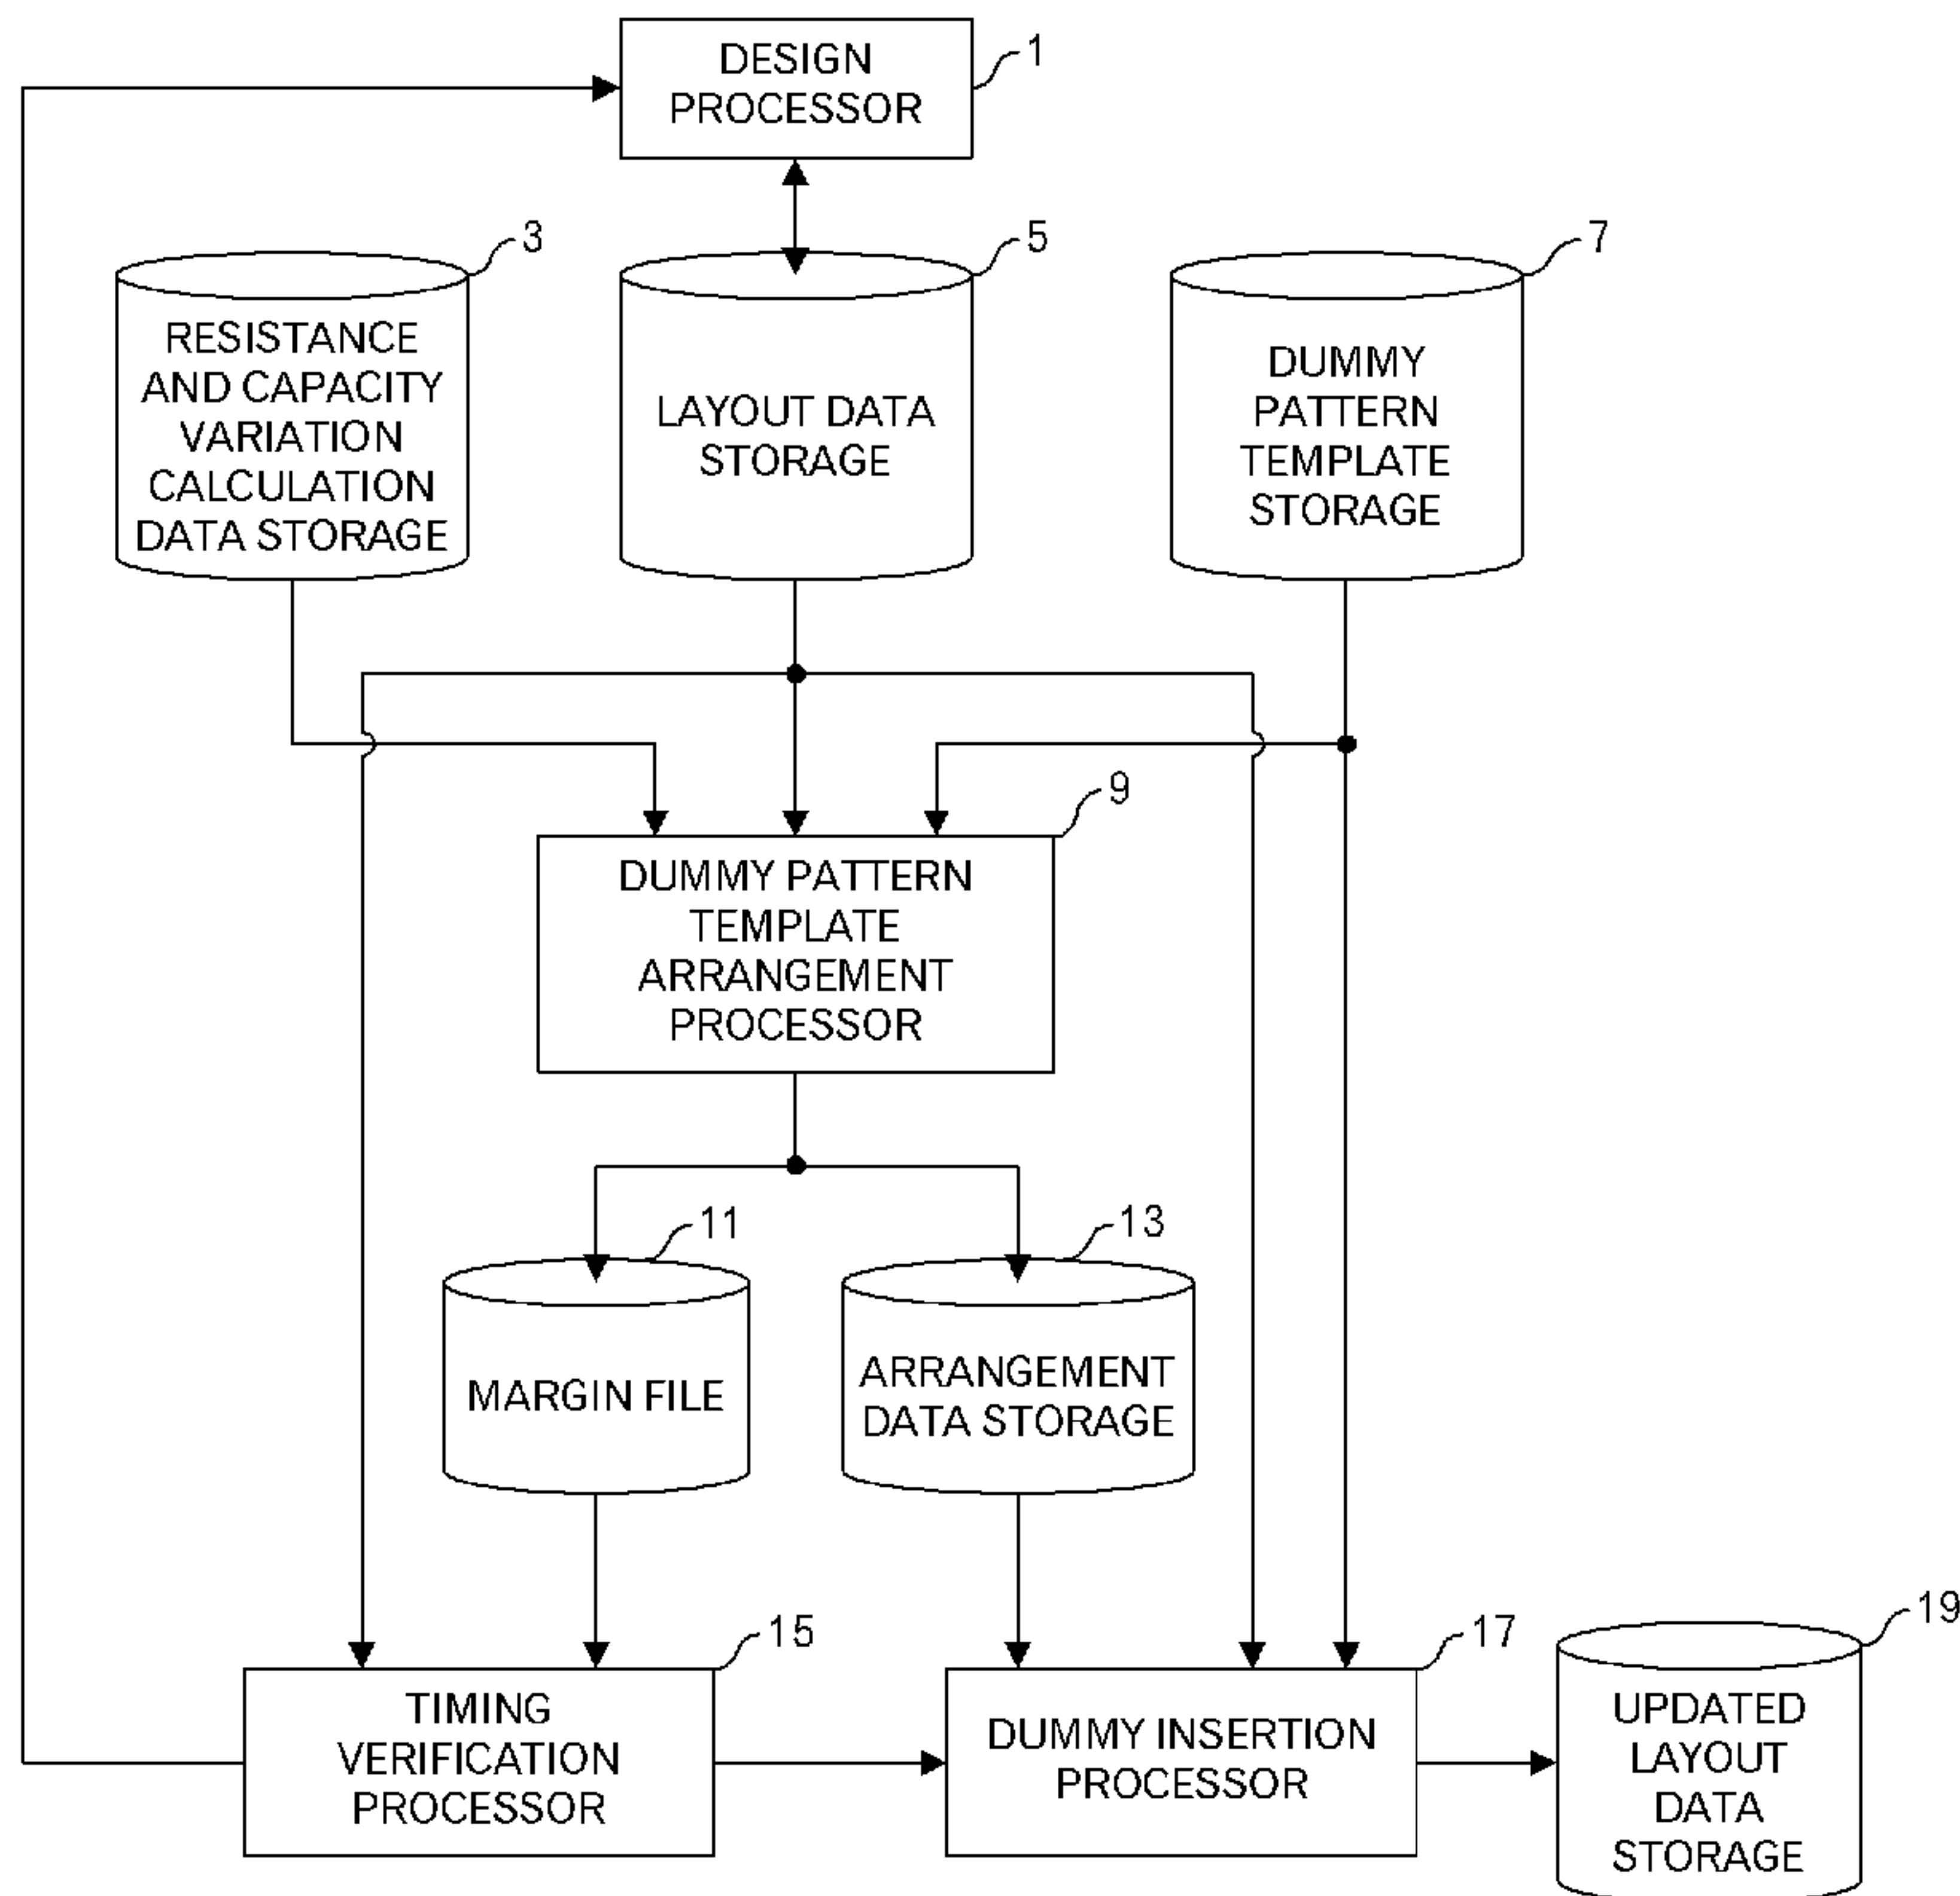 DESIGN
PROCESSOR
1
3
RESISTANCE
AND CAPACITY
VARIATION
CALCULATION
DATA STORAGE
5
LAYOUT DATA
STORAGE
7
DUMMY
PATTERN
TEMPLATE
STORAGE
9
DUMMY PATTERN
TEMPLATE
ARRANGEMENT
PROCESSOR
11
MARGIN FILE
13
ARRANGEMENT
DATA STORAGE
15
TIMING
VERIFICATION
PROCESSOR
17
DUMMY INSERTION
PROCESSOR
19
UPDATED
LAYOUT
DATA
STORAGE